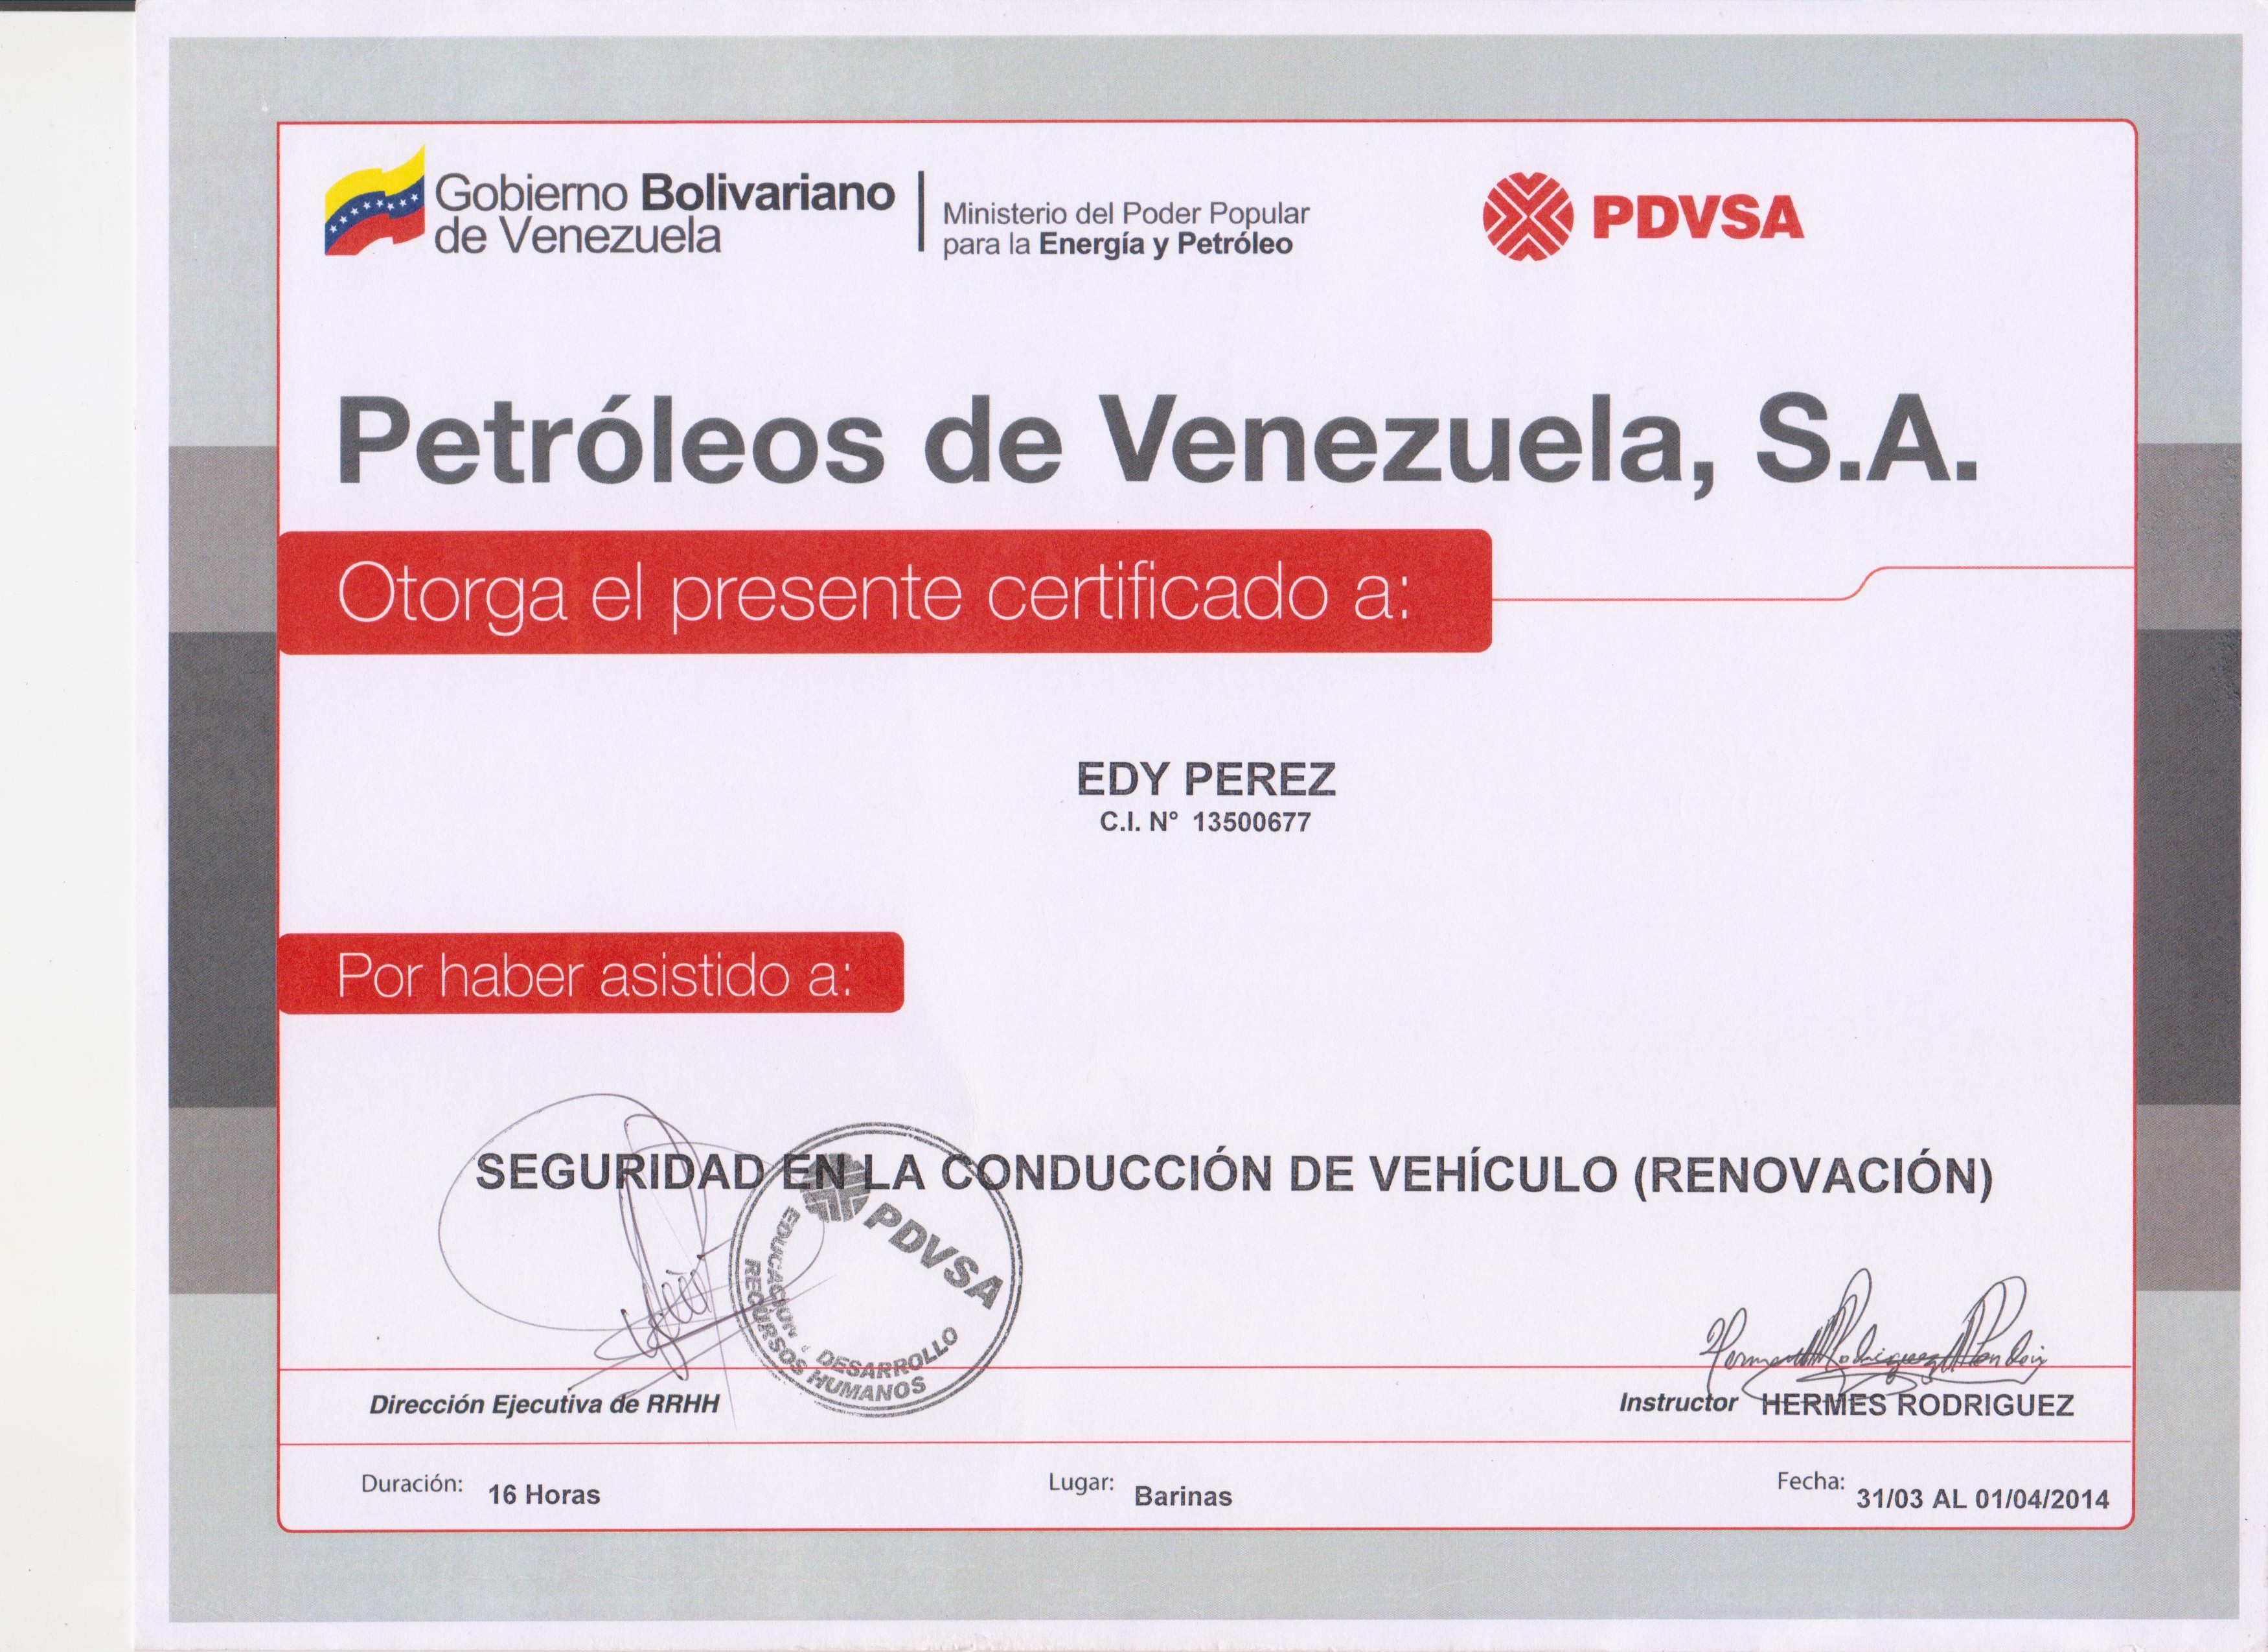 Gobierno Bolivariano
de Venezuela
Ministerio del Poder Popular
para la Energía y Petróleo
PDVSA
Petróleos de Venezuela, S.A.
Otorga el presente certificado a:
EDY PEREZ
C.I. N° 13500677
Por haber asistido a:
SEGURIDAD EN LA CONDUCCIÓN DE VEHÍCULO (RENOVACIÓN)
PDVSA
EDUCACIÓN Y DESARROLLO
RECURSOS HUMANOS
Dirección Ejecutiva de RRHH
Instructor HERMES RODRIGUEZ
Duración: 16 Horas
Lugar: Barinas
Fecha: 31/03 AL 01/04/2014